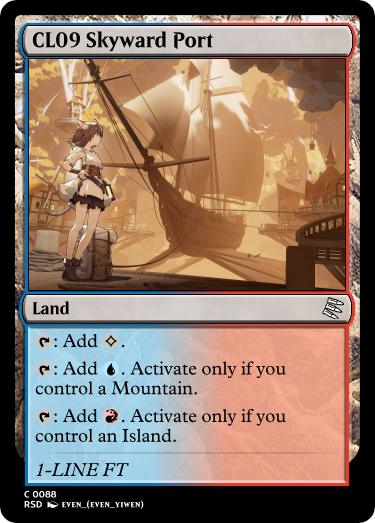 CL09 Skyward Port
Land
: Add .
: Add . Activate only if you
control a Mountain.
: Add . Activate only if you
control an Island.
1-LINE FT
C 0088
RSD EVEN_(EVEN_YIWEN)